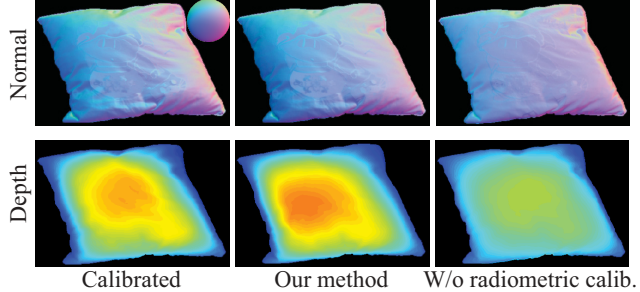 Normal
Depth
Calibrated
Our method
W/o radiometric calib.